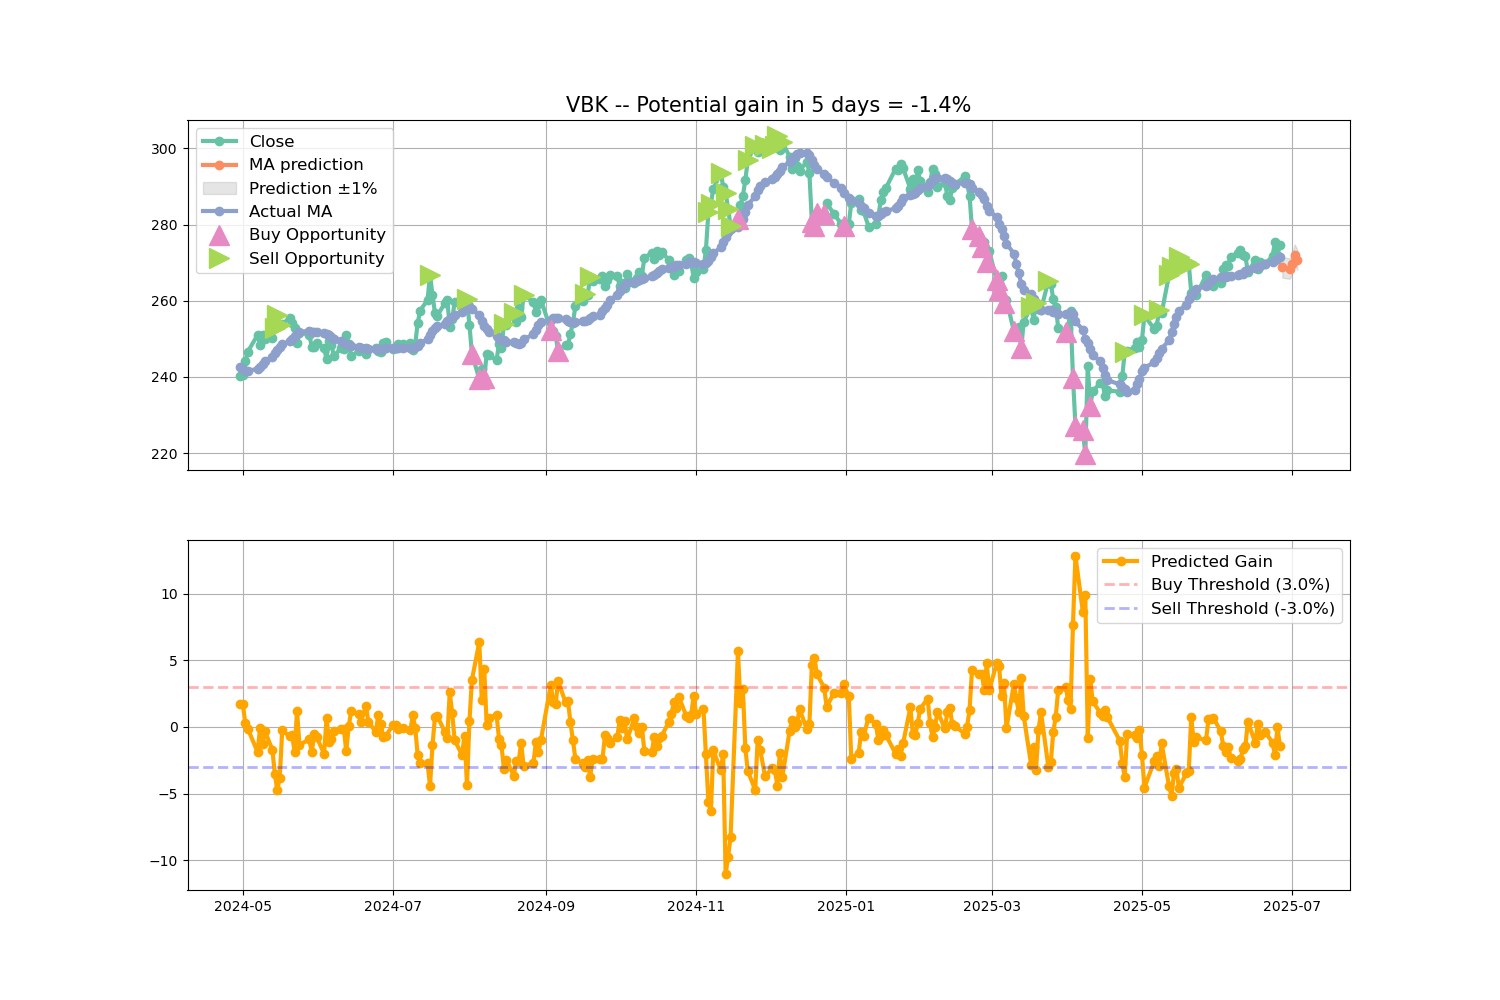 VBK -- Potential gain in 5 days = -1.4%
300
280
260
240
220
Close
MA prediction
Prediction ±1%
Actual MA
Buy Opportunity
Sell Opportunity
10
5
0
−5
−10
Predicted Gain
Buy Threshold (3.0%)
Sell Threshold (-3.0%)
2024-05
2024-07
2024-09
2024-11
2025-01
2025-03
2025-05
2025-07